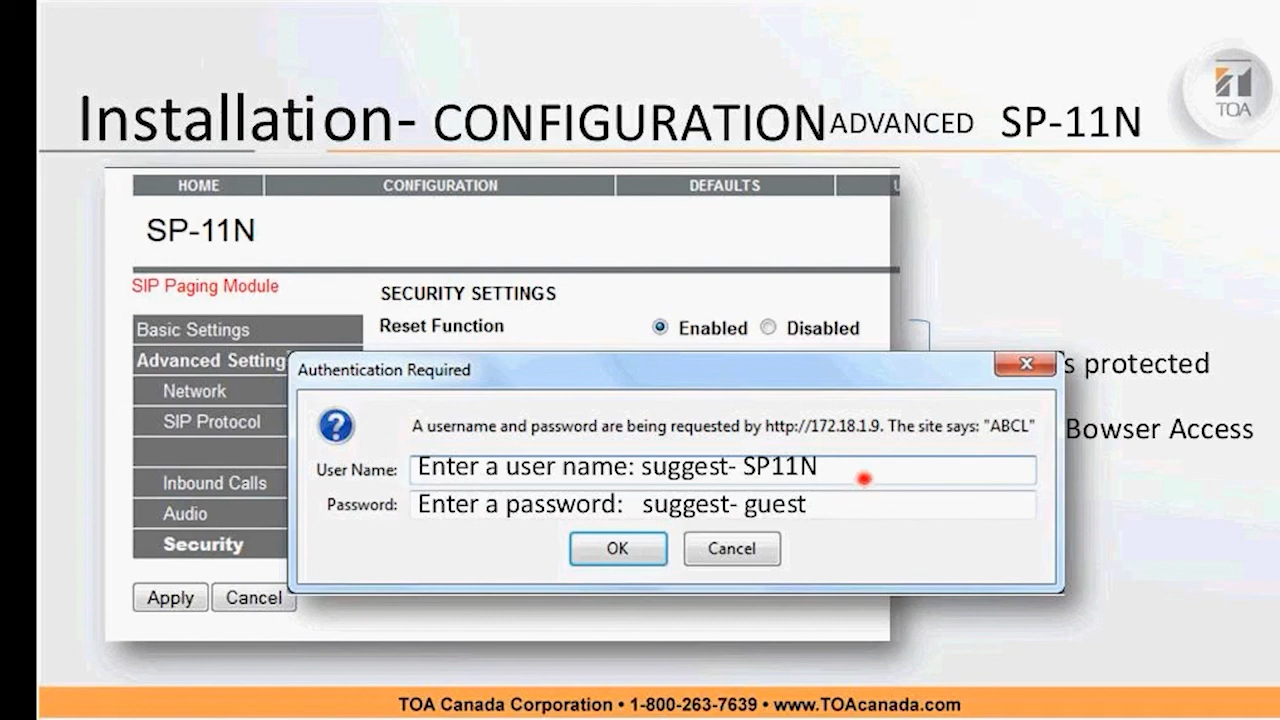 Installation- CONFIGURATION ADVANCED SP-11N
TOA
HOME CONFIGURATION DEFAULTS
SP-11N
SIP Paging Module
SECURITY SETTINGS
Reset Function Enabled Disabled
Basic Settings
Advanced Setting
Network
SIP Protocol
Inbound Calls
Audio
Security
Apply Cancel
Authentication Required
s protected
A username and password are being requested by http://172.18.1.9. The site says: "ABCL"
Bowser Access
User Name: Enter a user name: suggest- SP11N
Password: Enter a password: suggest- guest
OK Cancel
TOA Canada Corporation • 1-800-263-7639 • www.TOAcanada.com